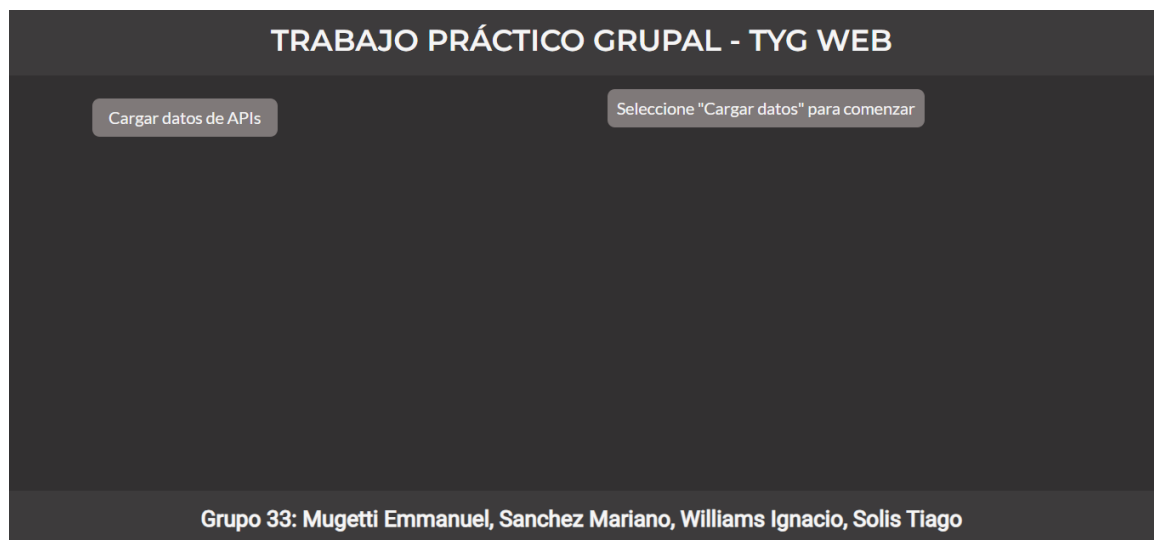 TRABAJO PRÁCTICO GRUPAL - TYG WEB
Cargar datos de APIs
Seleccione "Cargar datos" para comenzar
Grupo 33: Mugetti Emmanuel, Sanchez Mariano, Williams Ignacio, Solis Tiago